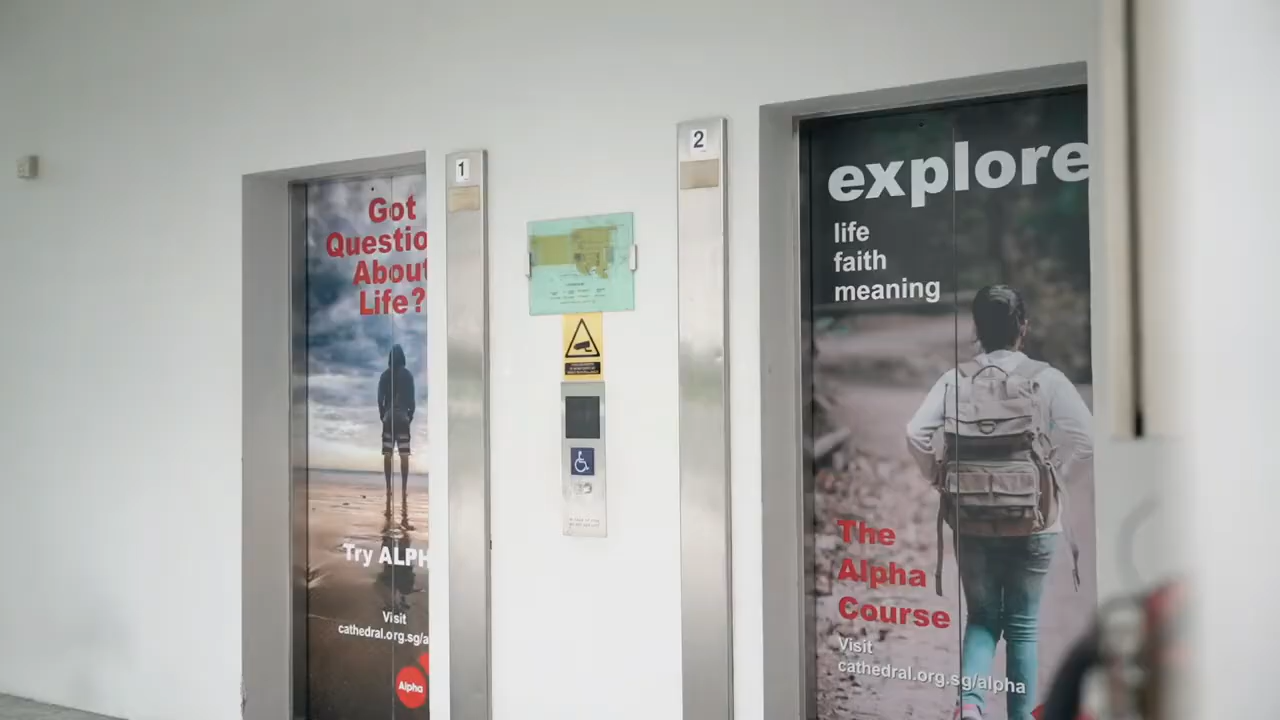 Got
Questio
About
Life?
Try ALPH
Visit
cathedral.org.sg/a
Alpha
1
2
explore
life
faith
meaning
The
Alpha
Course
Visit
cathedral.org.sg/alpha